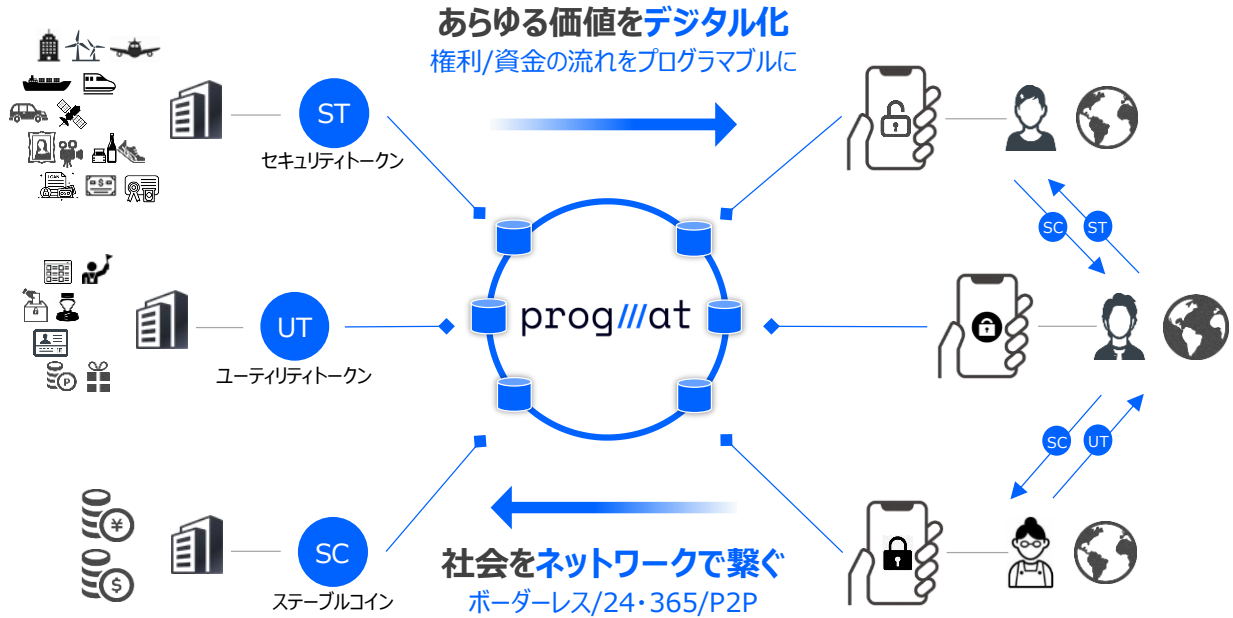 あらゆる価値をデジタル化
権利/資金の流れをプログラマブルに
ST
セキュリティトークン
SC
ST
UT
ユーティリティトークン
prog///at
P
SC
UT
¥
$
SC
ステーブルコイン
社会をネットワークで繋ぐ
ボーダーレス/24・365/P2P